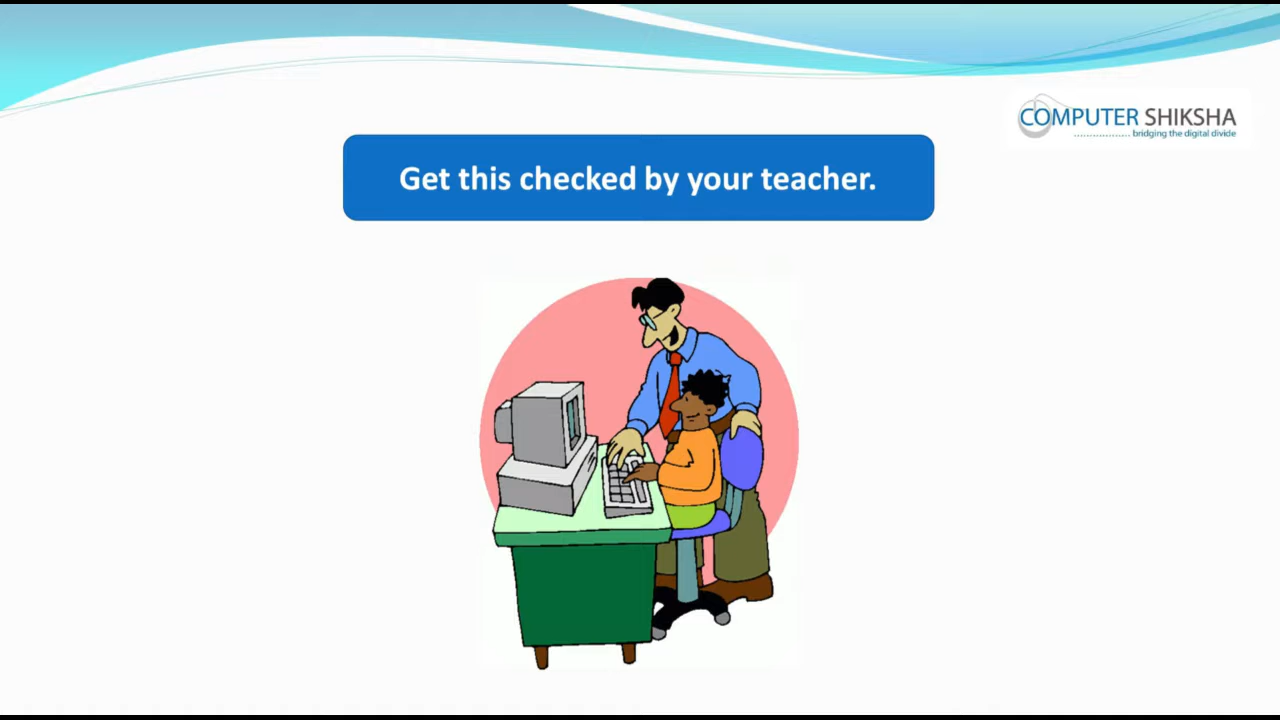 COMPUTER SHIKSHA
bridging the digital divide
Get this checked by your teacher.